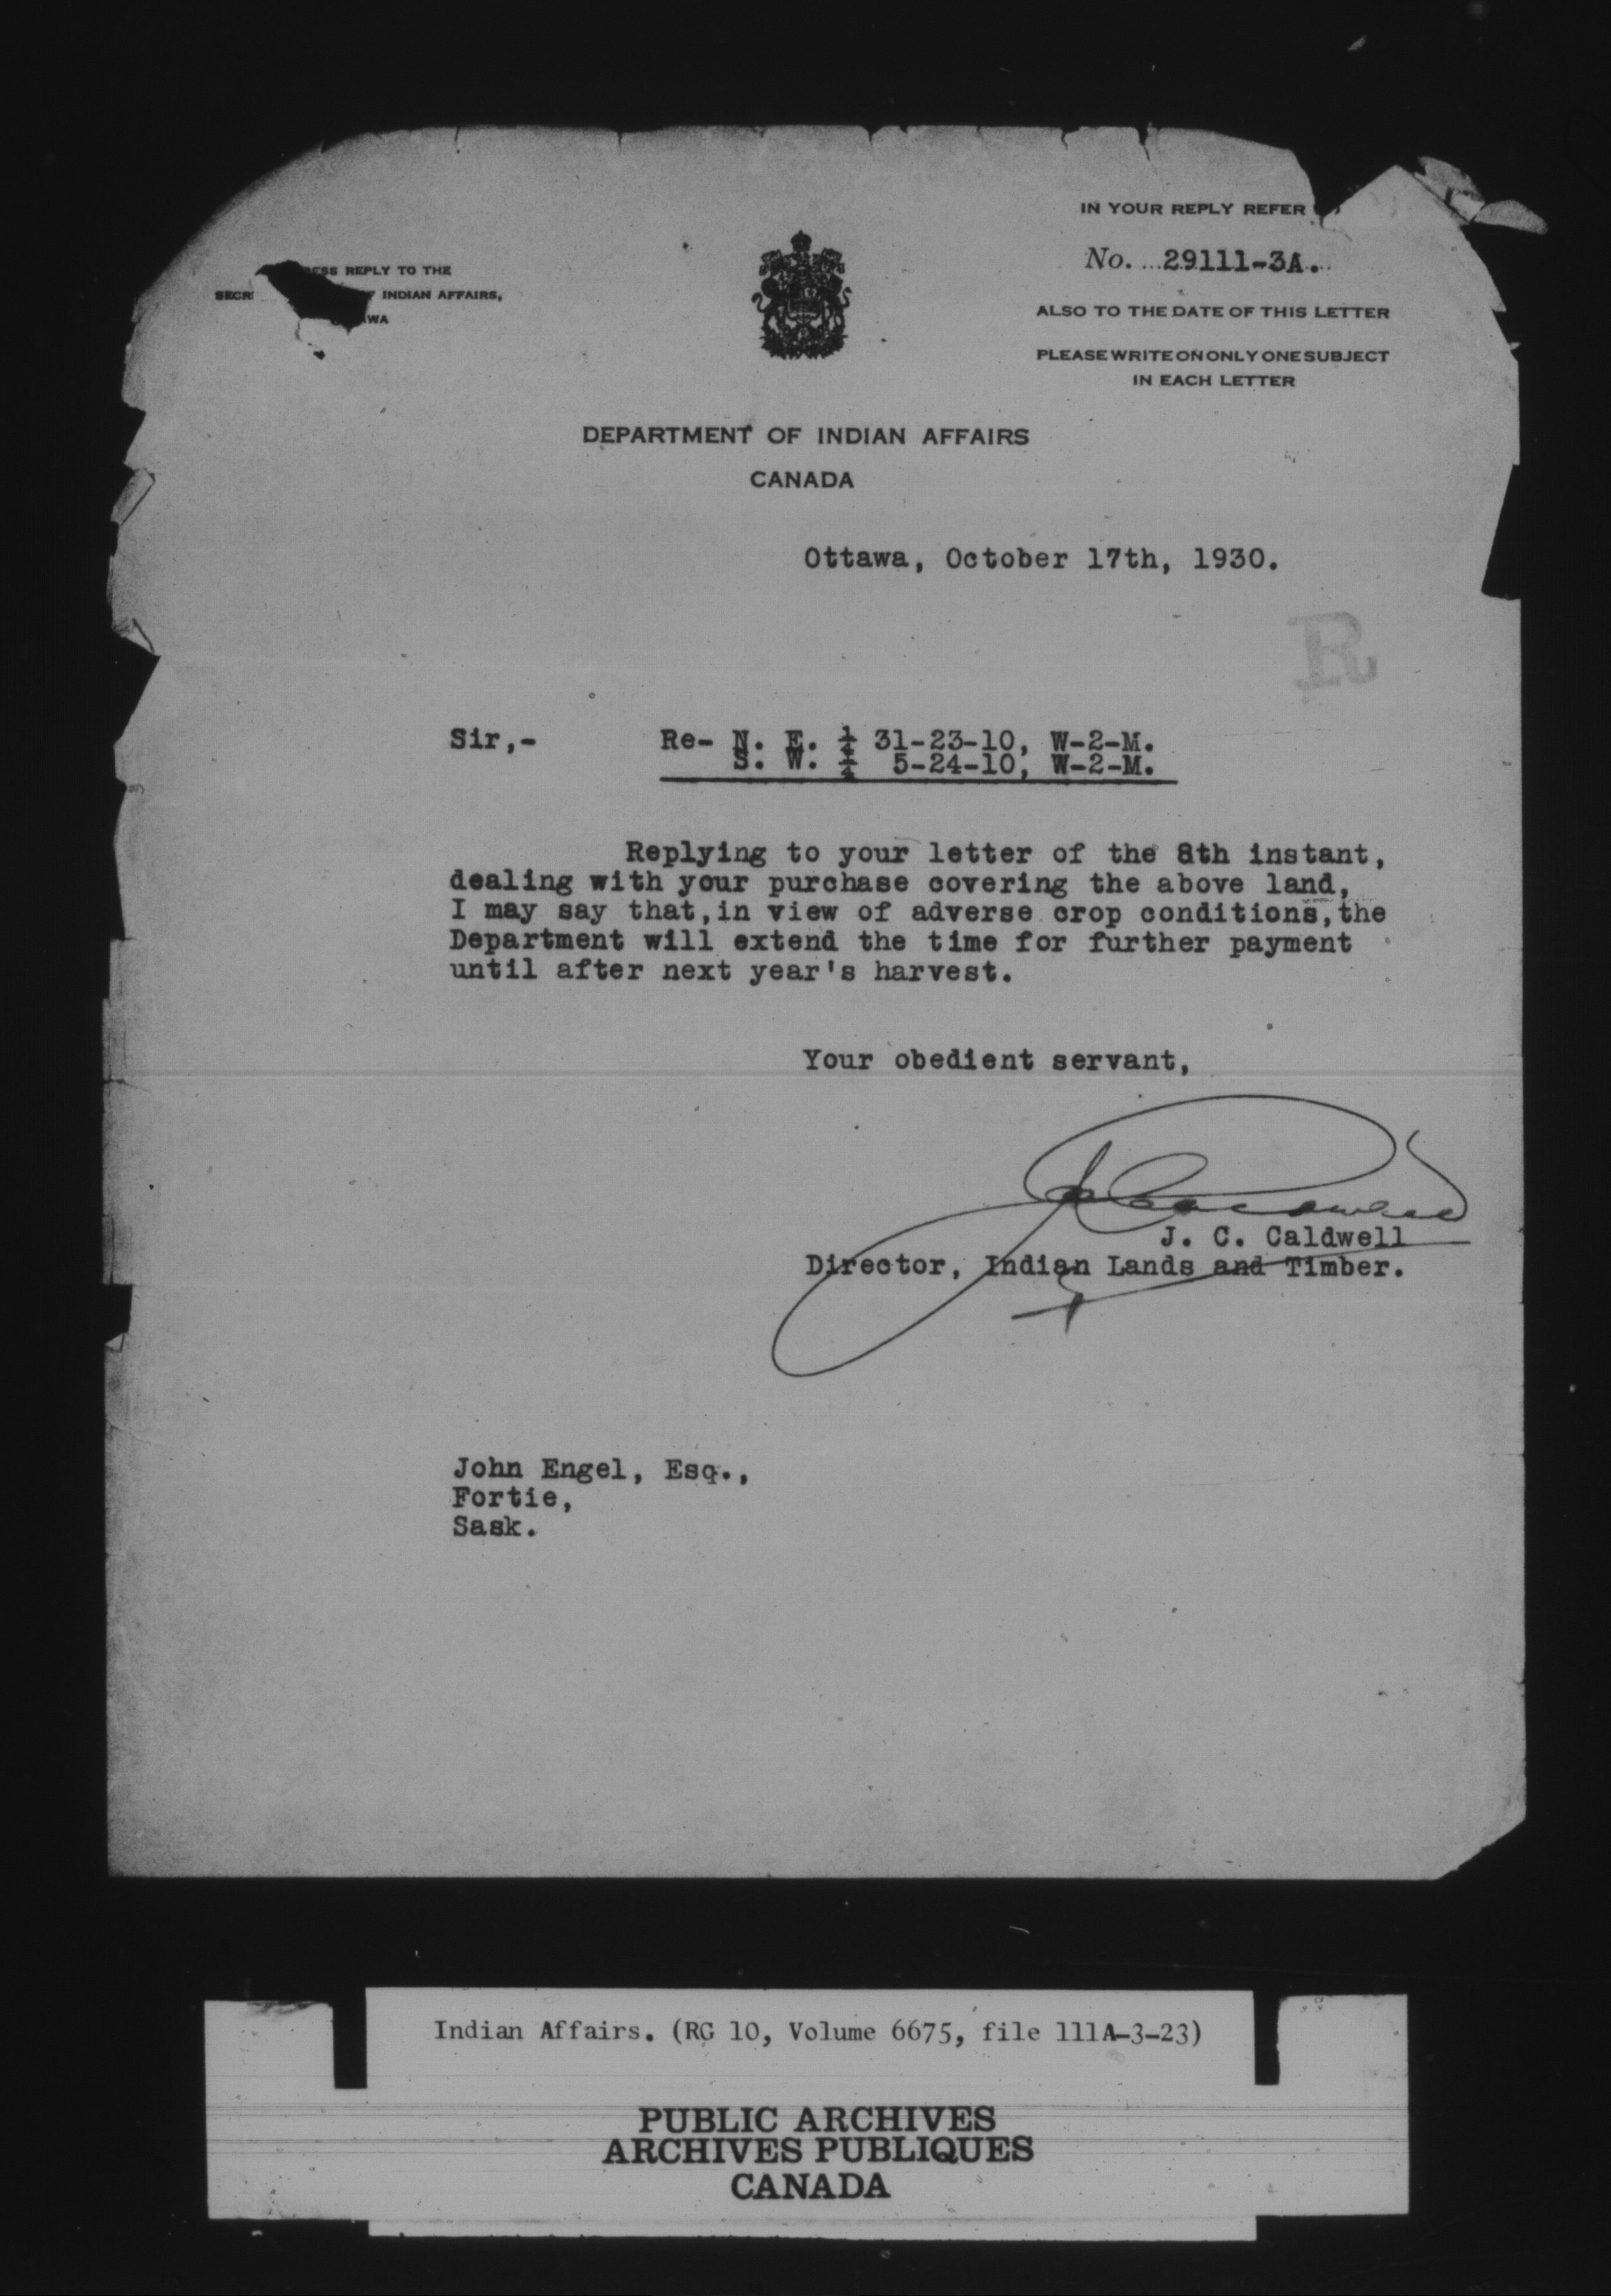 IN YOUR REPLY REFER
No. 29111-3A.
ALSO TO THE DATE OF THIS LETTER
PLEASE WRITE ON ONLY ONE SUBJECT
IN EACH LETTER
RESS REPLY TO THE
SECR Y INDIAN AFFAIRS,
WA
DEPARTMENT OF INDIAN AFFAIRS
CANADA
Ottawa, October 17th, 1930.
R
Sir,- Re- N. E. ¼ 31-23-10, W-2-M.
S. W. ¼ 5-24-10, W-2-M.
Replying to your letter of the 8th instant,
dealing with your purchase covering the above land,
I may say that,in view of adverse crop conditions,the
Department will extend the time for further payment
until after next year's harvest.
Your obedient servant,
J. C. Caldwell
Director, Indian Lands and Timber.
John Engel, Esq.,
Fortie,
Sask.
Indian Affairs. (RG 10, Volume 6675, file 111A-3-23)
PUBLIC ARCHIVES
ARCHIVES PUBLIQUES
CANADA